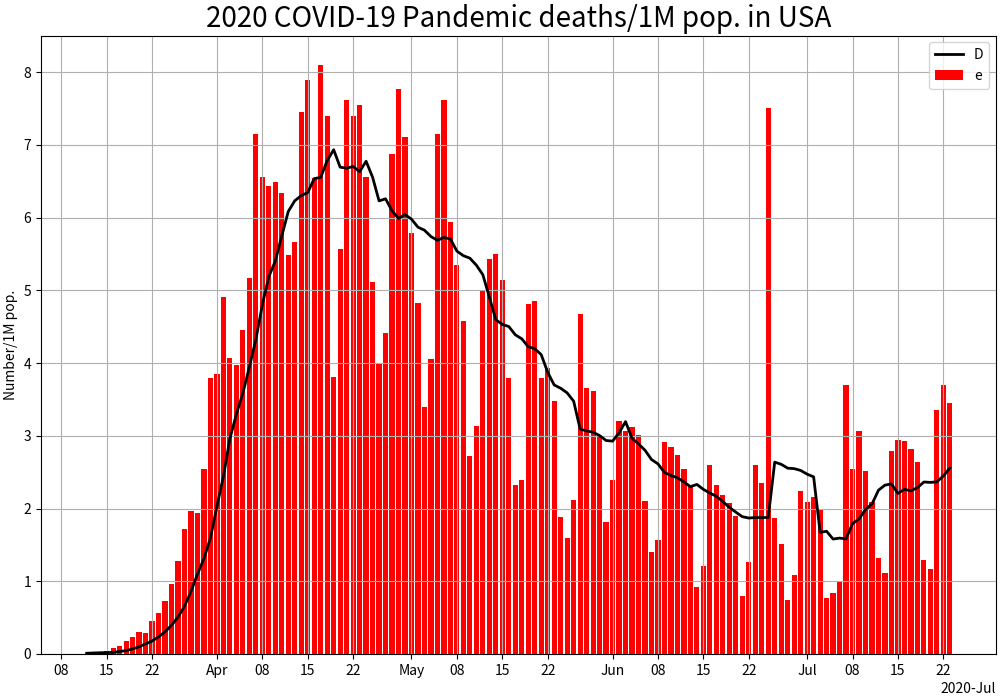 2020 COVID-19 Pandemic deaths/1M pop. in USA
D
e
Number/1M pop.
8
7
6
5
4
3
2
1
0
08 15 22 Apr 08 15 22 May 08 15 22 Jun 08 15 22 Jul 08 15 22
2020-Jul